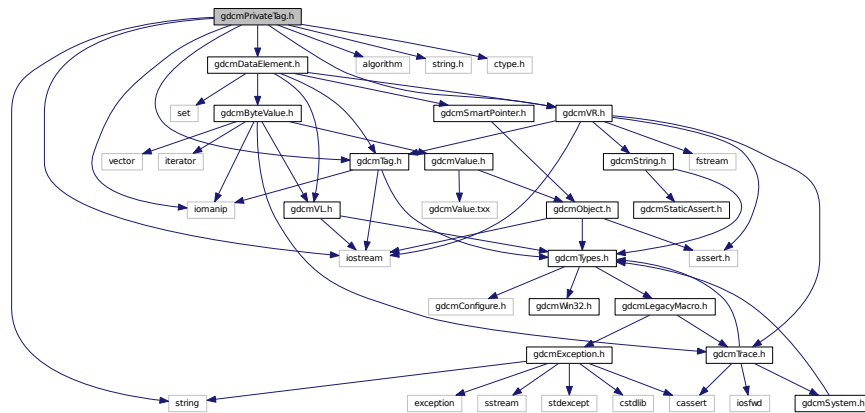 gdcmPrivateTag.h
gdcmDataElement.h
algorithm
string.h
ctype.h
set
gdcmByteValue.h
gdcmSmartPointer.h
gdcmVR.h
vector
iterator
gdcmTag.h
gdcmValue.h
gdcmString.h
fstream
iomanip
gdcmVL.h
gdcmValue.txx
gdcmObject.h
gdcmStaticAssert.h
iostream
gdcmTypes.h
assert.h
gdcmConfigure.h
gdcmWin32.h
gdcmLegacyMacro.h
gdcmException.h
gdcmTrace.h
string
exception
sstream
stdexcept
cstdlib
cassert
iosfwd
gdcmSystem.h